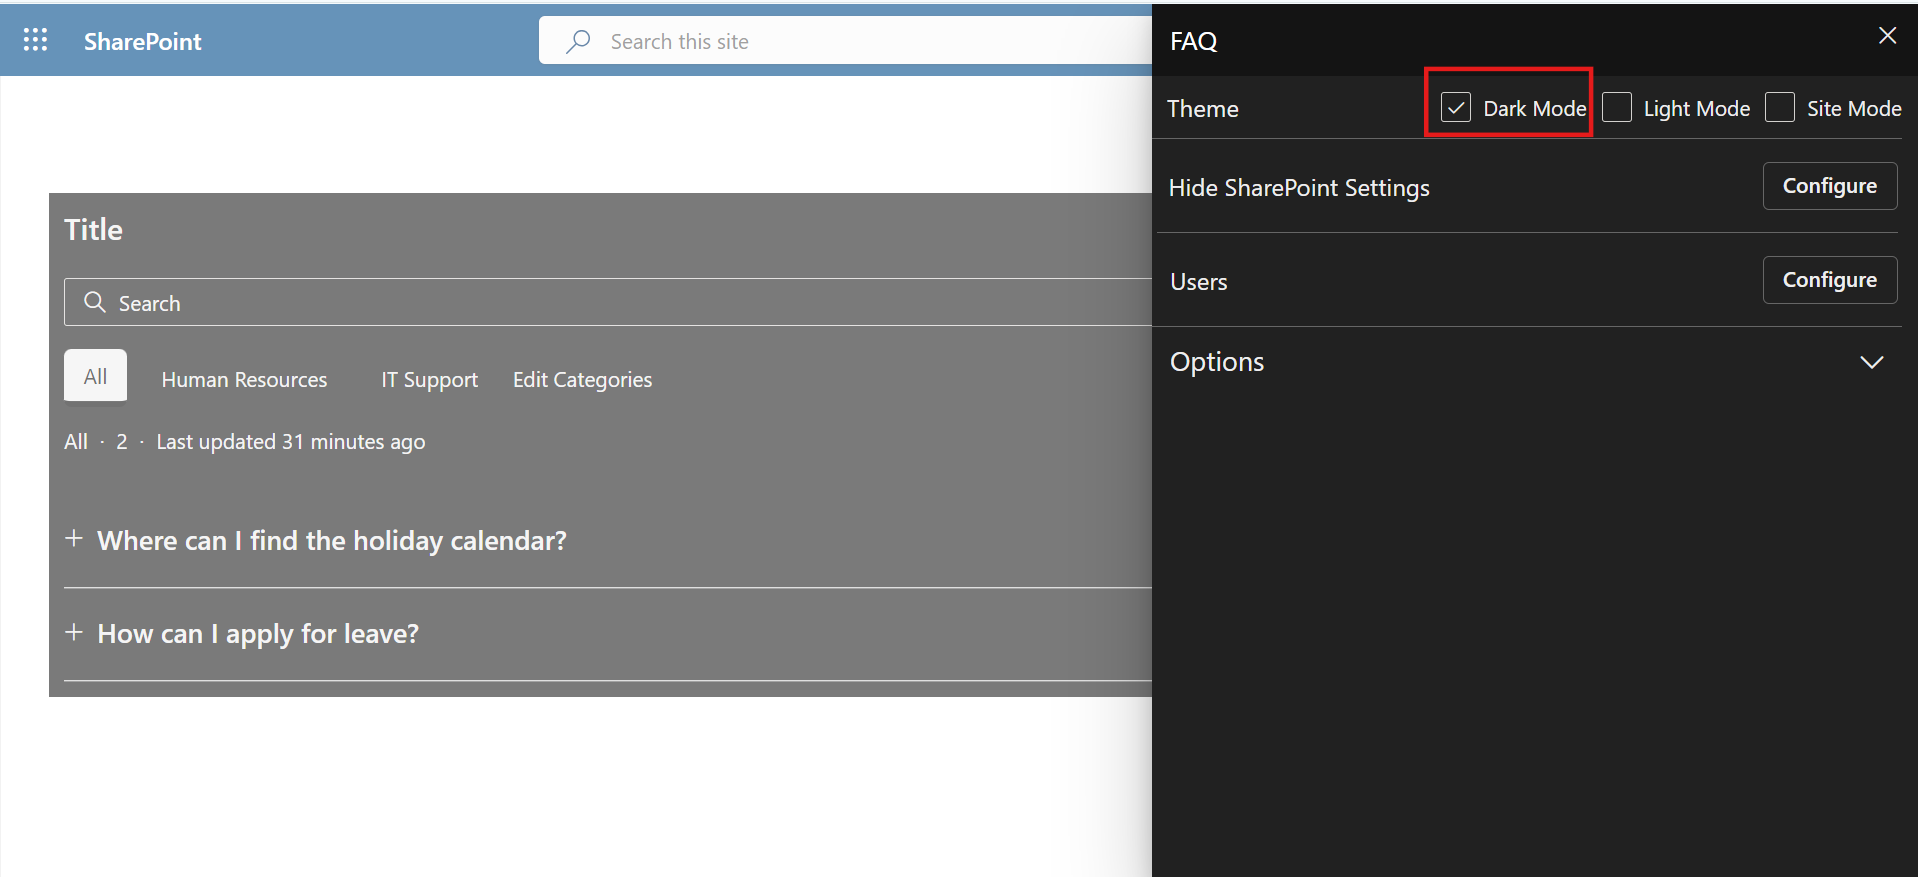 SharePoint
Search this site
FAQ
Theme
Dark Mode
Light Mode
Site Mode
Hide SharePoint Settings
Configure
Users
Configure
Options
Title
Search
All
Human Resources
IT Support
Edit Categories
All · 2 · Last updated 31 minutes ago
+ Where can I find the holiday calendar?
+ How can I apply for leave?